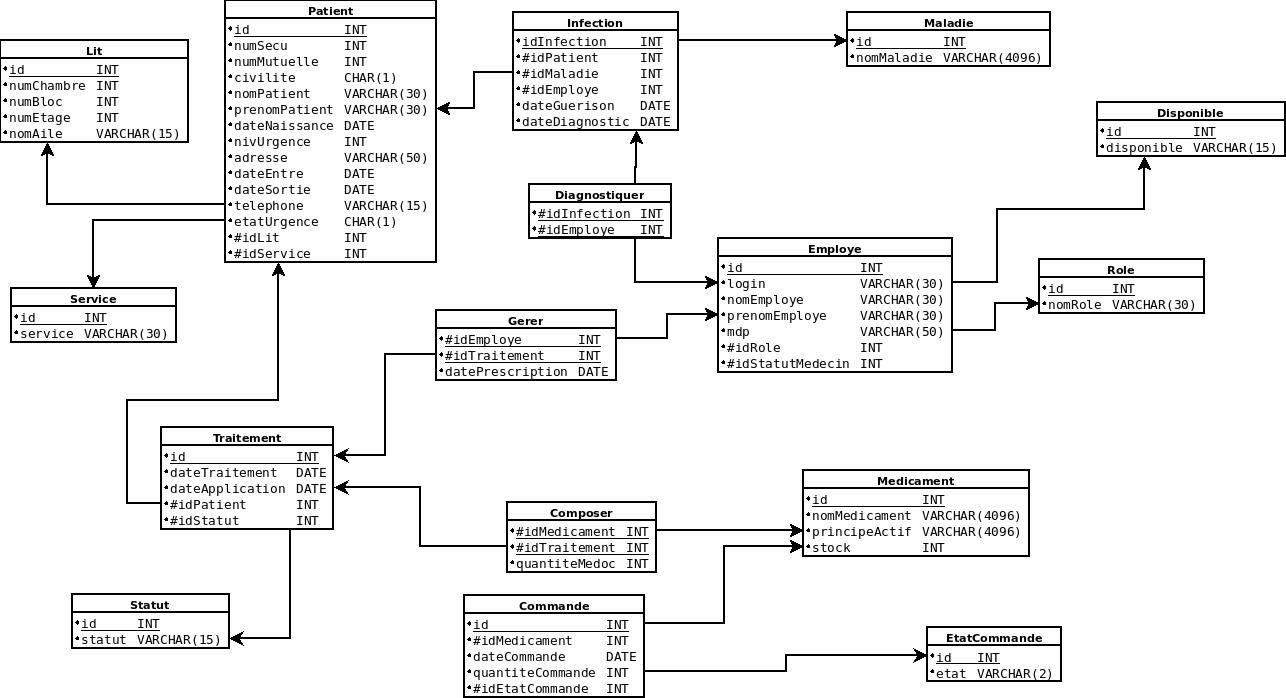 Patient
id INT
numSecu INT
numMutuelle INT
civilite CHAR(1)
nomPatient VARCHAR(30)
prenomPatient VARCHAR(30)
dateNaissance DATE
nivUrgence INT
adresse VARCHAR(50)
dateEntre DATE
dateSortie DATE
telephone VARCHAR(15)
etatUrgence CHAR(1)
#idLit INT
#idService INT
Infection
idInfection INT
#idPatient INT
#idMaladie INT
#idEmploye INT
dateGuerison DATE
dateDiagnostic DATE
Maladie
id INT
nomMaladie VARCHAR(4096)
Lit
id INT
numChambre INT
numBloc INT
numEtage INT
nomAile VARCHAR(15)
Disponible
id INT
disponible VARCHAR(15)
Diagnostiquer
#idInfection INT
#idEmploye INT
Employe
id INT
login VARCHAR(30)
nomEmploye VARCHAR(30)
prenomEmploye VARCHAR(30)
mdp VARCHAR(50)
#idRole INT
#idStatutMedecin INT
Role
id INT
nomRole VARCHAR(30)
Service
id INT
service VARCHAR(30)
Gerer
#idEmploye INT
#idTraitement INT
datePrescription DATE
Traitement
id INT
dateTraitement DATE
dateApplication DATE
#idPatient INT
#idStatut INT
Medicament
id INT
nomMedicament VARCHAR(4096)
principeActif VARCHAR(4096)
stock INT
Composer
#idMedicament INT
#idTraitement INT
quantiteMedoc INT
Statut
id INT
statut VARCHAR(15)
Commande
id INT
#idMedicament INT
dateCommande DATE
quantiteCommande INT
#idEtatCommande INT
EtatCommande
id INT
etat VARCHAR(2)